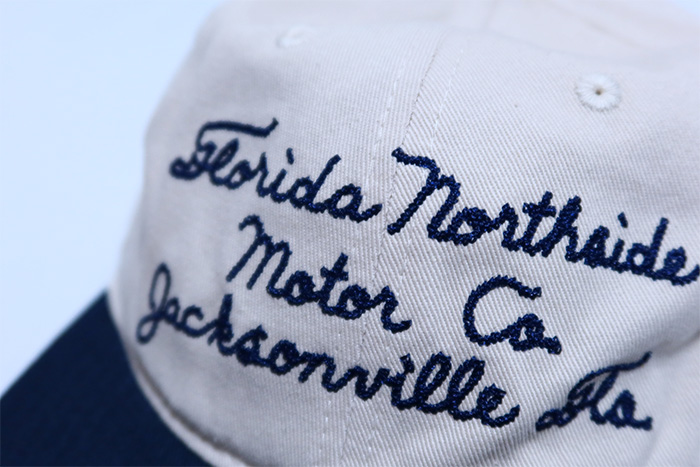 Florida Northside
Motor Co.
Jacksonville Fla.